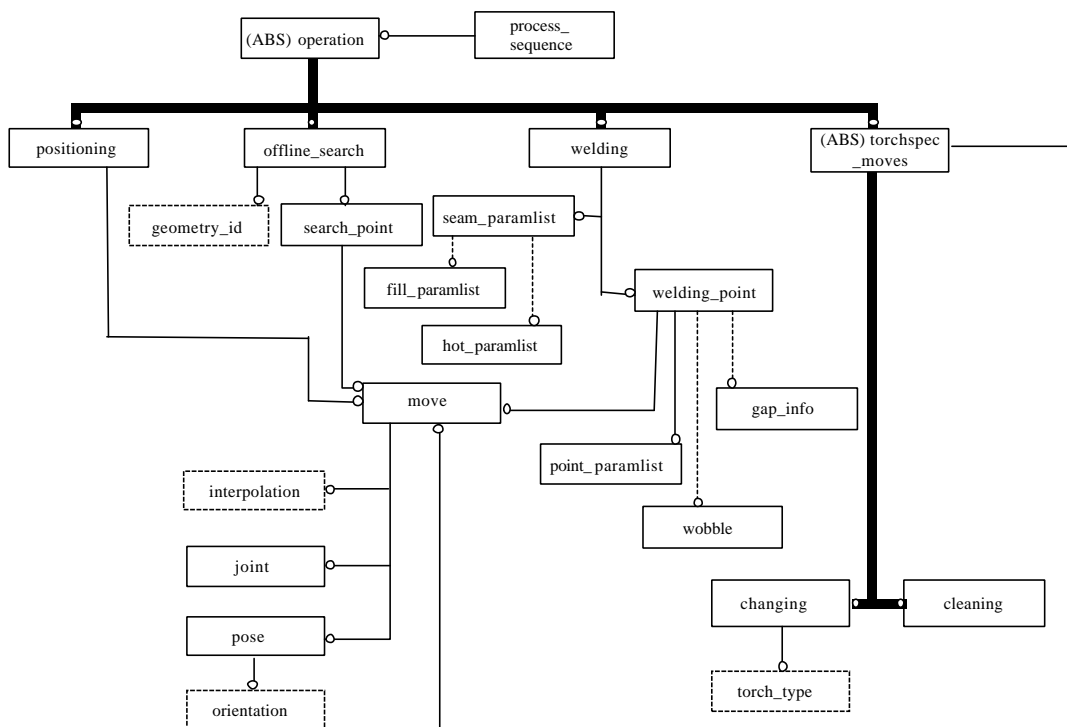 (ABS) operation
process_
sequence
positioning
offline_search
welding
(ABS) torchspec
_moves
geometry_id
search_point
seam_paramlist
fill_paramlist
welding_point
hot_paramlist
move
gap_info
point_paramlist
interpolation
wobble
joint
changing
cleaning
pose
orientation
torch_type